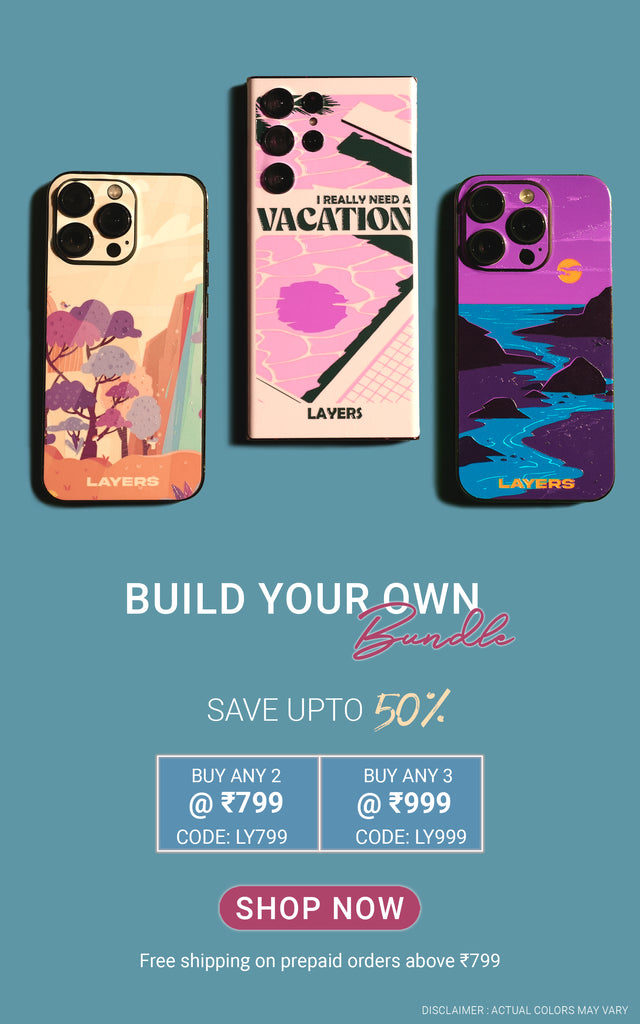 I REALLY NEED A
VACATION
LAYERS
LAYERS
LAYERS
BUILD YOUR OWN
Bundle
SAVE UPTO 50%
BUY ANY 2
@ ₹799
CODE: LY799
BUY ANY 3
@ ₹999
CODE: LY999
SHOP NOW
Free shipping on prepaid orders above ₹799
DISCLAIMER : ACTUAL COLORS MAY VARY